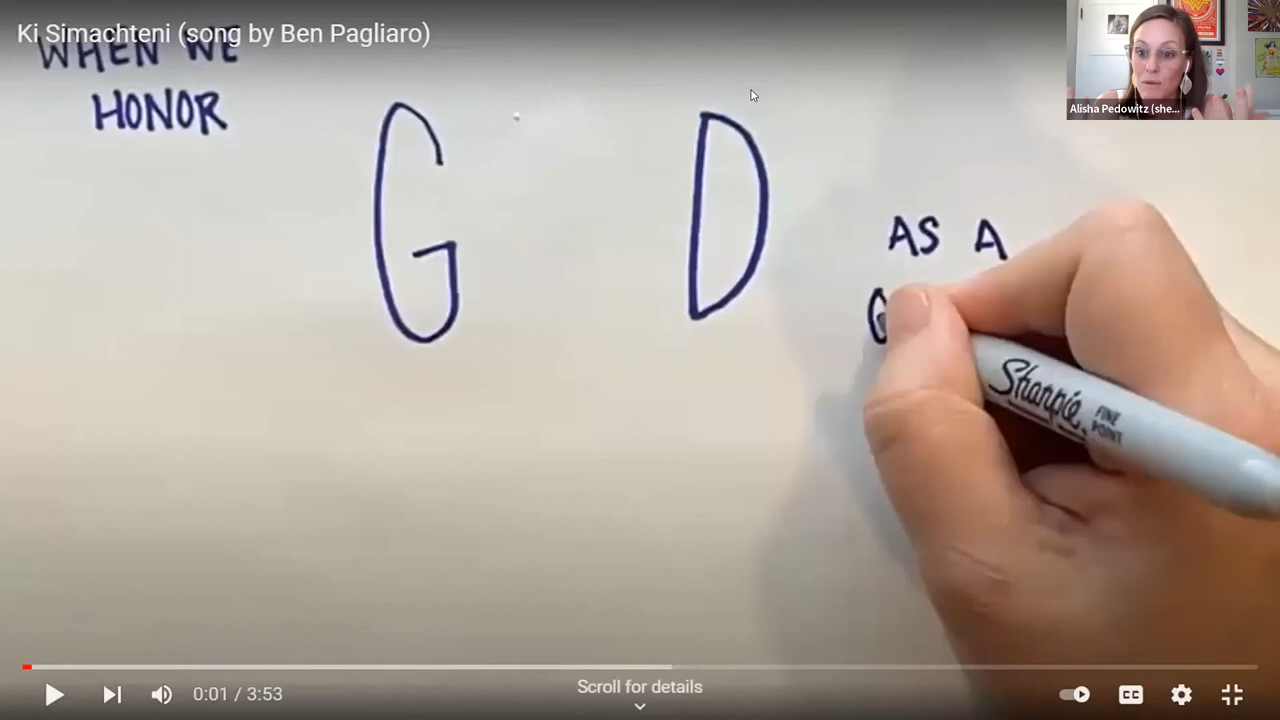 Ki Simachteni (song by Ben Pagliaro)
WHEN WE
HONOR
G D
AS A
Sharpie
FINE
POINT
Alisha Pedowitz (she...
0:01 / 3:53
Scroll for details
CC